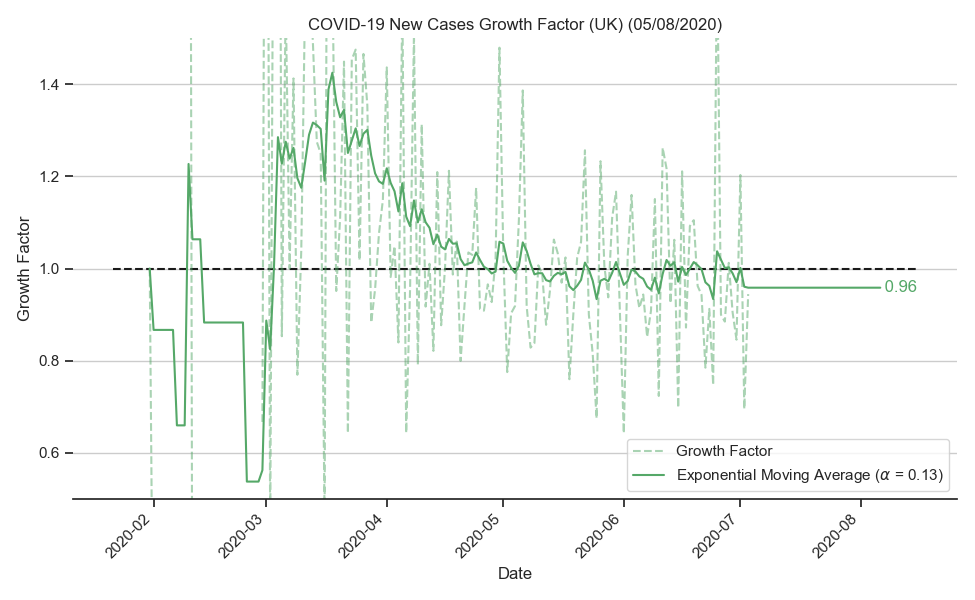 COVID-19 New Cases Growth Factor (UK) (05/08/2020)
Growth Factor
1.4
1.2
1.0
0.8
0.6
0.96
Growth Factor
Exponential Moving Average (α = 0.13)
2020-02
2020-03
2020-04
2020-05
2020-06
2020-07
2020-08
Date